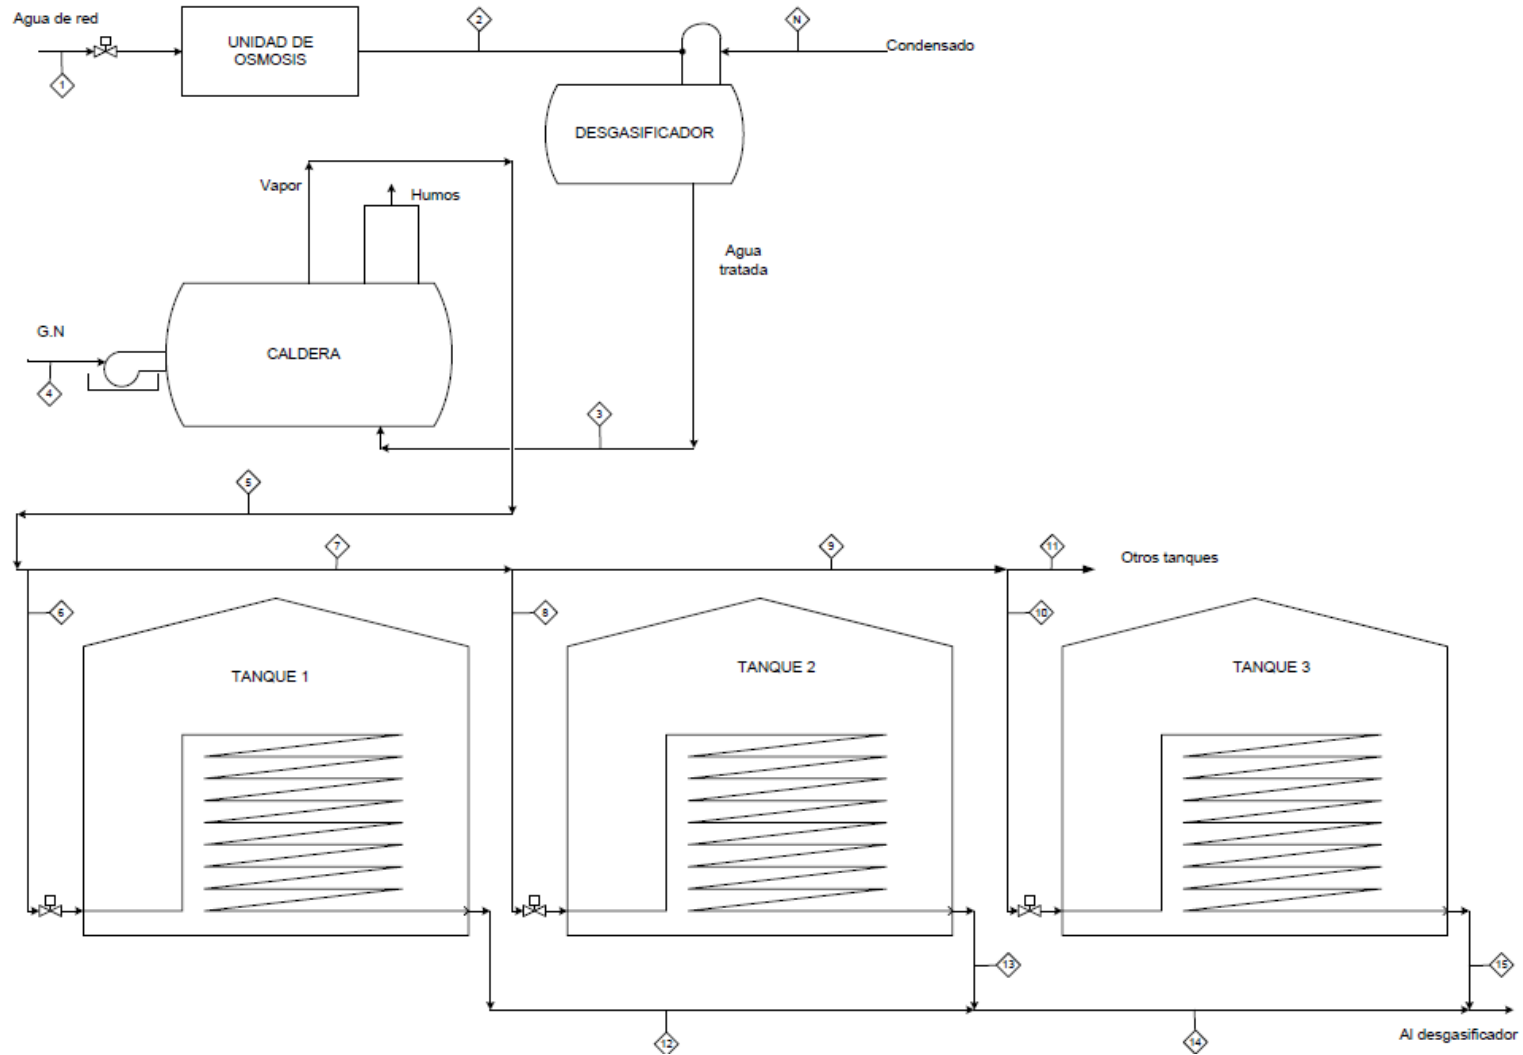 Agua de red
2
N
UNIDAD DE
OSMOSIS
Condensado
1
DESGASIFICADOR
Vapor
Humos
Agua
tratada
G.N
CALDERA
4
3
5
7
9
11
Otros tanques
6
8
10
TANQUE 1
TANQUE 2
TANQUE 3
13
15
12
14
Al desgasificador